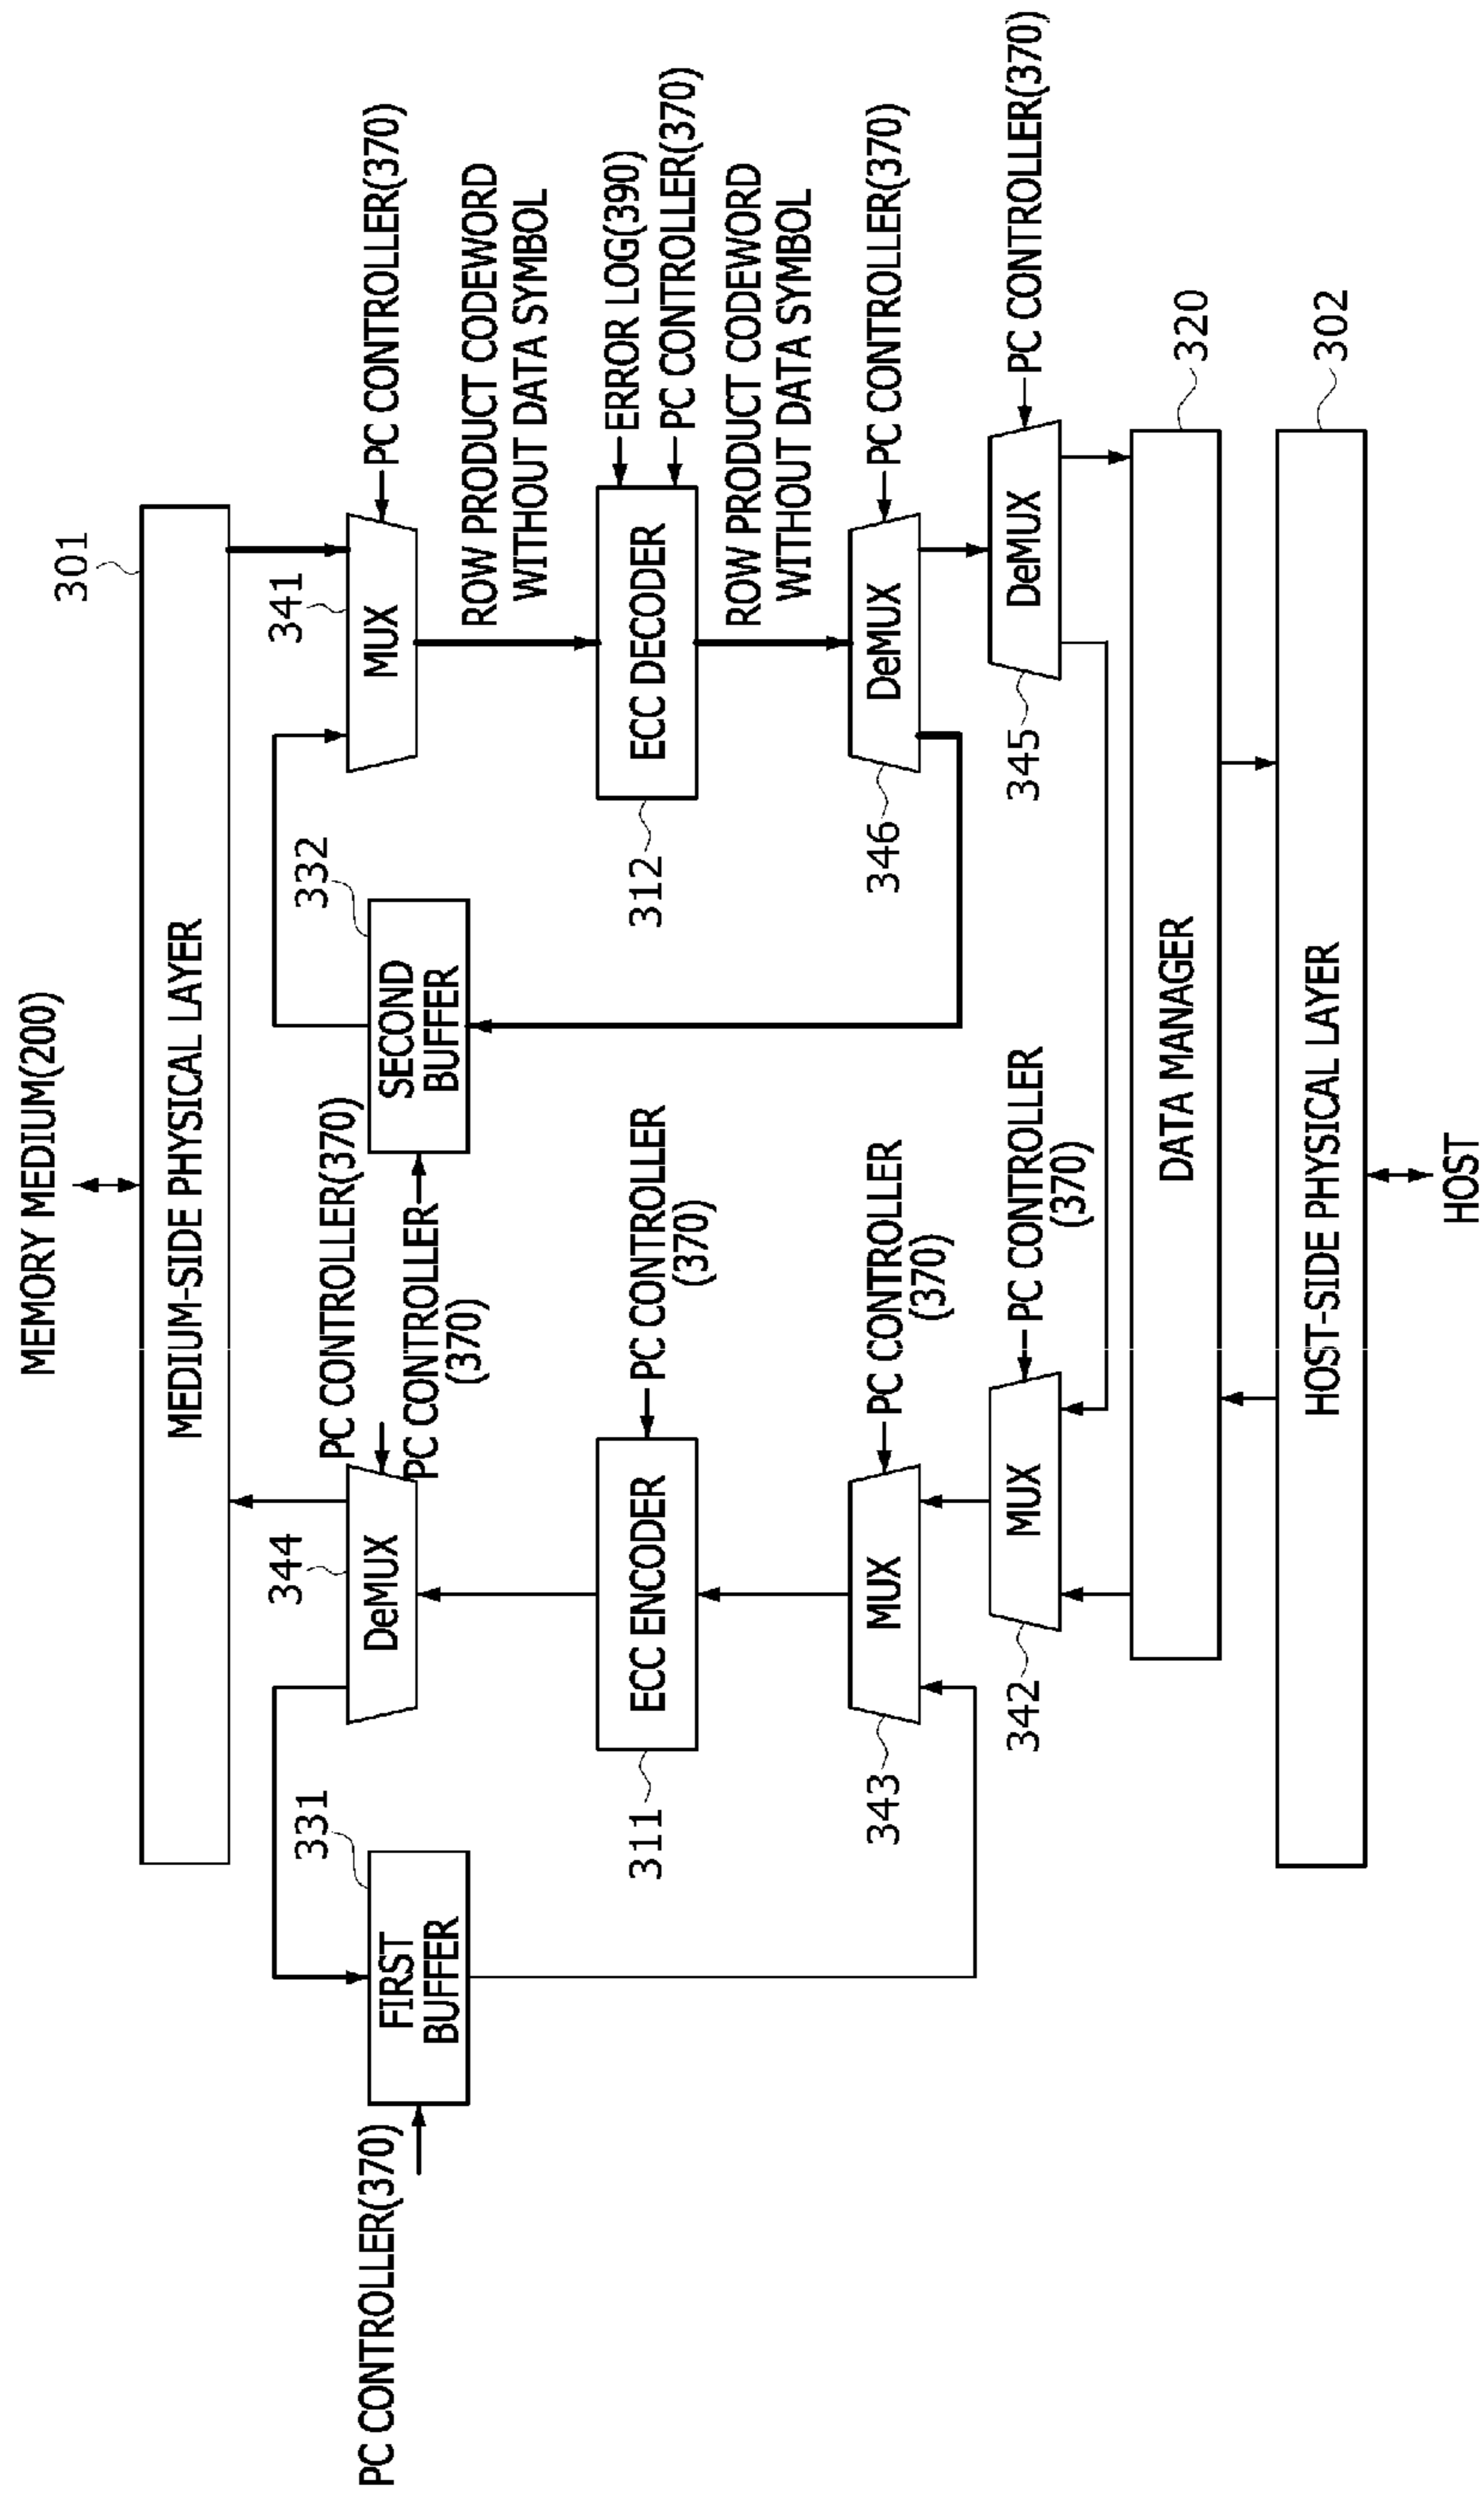 MEMORY MEDIUM(200)
301
MEDIUM-SIDE PHYSICAL LAYER
PC CONTROLLER(370)
331
FIRST
BUFFER
344
DeMUX
PC CONTROLLER(370)
PC CONTROLLER
(370)
332
SECOND
BUFFER
341
MUX
PC CONTROLLER(370)
ROW PRODUCT CODEWORD
WITHOUT DATA SYMBOL
311
ECC ENCODER
PC CONTROLLER
(370)
312
ECC DECODER
ERROR LOG(390)
PC CONTROLLER(370)
ROW PRODUCT CODEWORD
WITHOUT DATA SYMBOL
343
MUX
PC CONTROLLER
(370)
346
DeMUX
PC CONTROLLER(370)
342
MUX
PC CONTROLLER
(370)
345
DeMUX
PC CONTROLLER(370)
DATA MANAGER
320
HOST-SIDE PHYSICAL LAYER
302
HOST